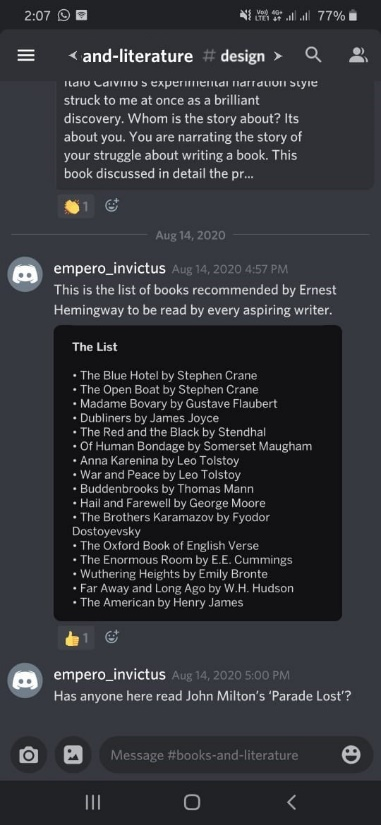 2:07
77%
< and-literature # design >
Italo Calvino's experimental narration style
struck to me at once as a brilliant
discovery. Whom is the story about? Its
about you. You are narrating the story of
your struggle about writing a book. This
book discussed in detail the pr...
1
Aug 14, 2020
empero_invictus Aug 14, 2020 4:57 PM
This is the list of books recommended by Ernest
Hemingway to be read by every aspiring writer.
The List
• The Blue Hotel by Stephen Crane
• The Open Boat by Stephen Crane
• Madame Bovary by Gustave Flaubert
• Dubliners by James Joyce
• The Red and the Black by Stendhal
• Of Human Bondage by Somerset Maugham
• Anna Karenina by Leo Tolstoy
• War and Peace by Leo Tolstoy
• Buddenbrooks by Thomas Mann
• Hail and Farewell by George Moore
• The Brothers Karamazov by Fyodor
Dostoyevsky
• The Oxford Book of English Verse
• The Enormous Room by E.E. Cummings
• Wuthering Heights by Emily Bronte
• Far Away and Long Ago by W.H. Hudson
• The American by Henry James
1
empero_invictus Aug 14, 2020 5:00 PM
Has anyone here read John Milton's 'Parade Lost'?
Message #books-and-literature